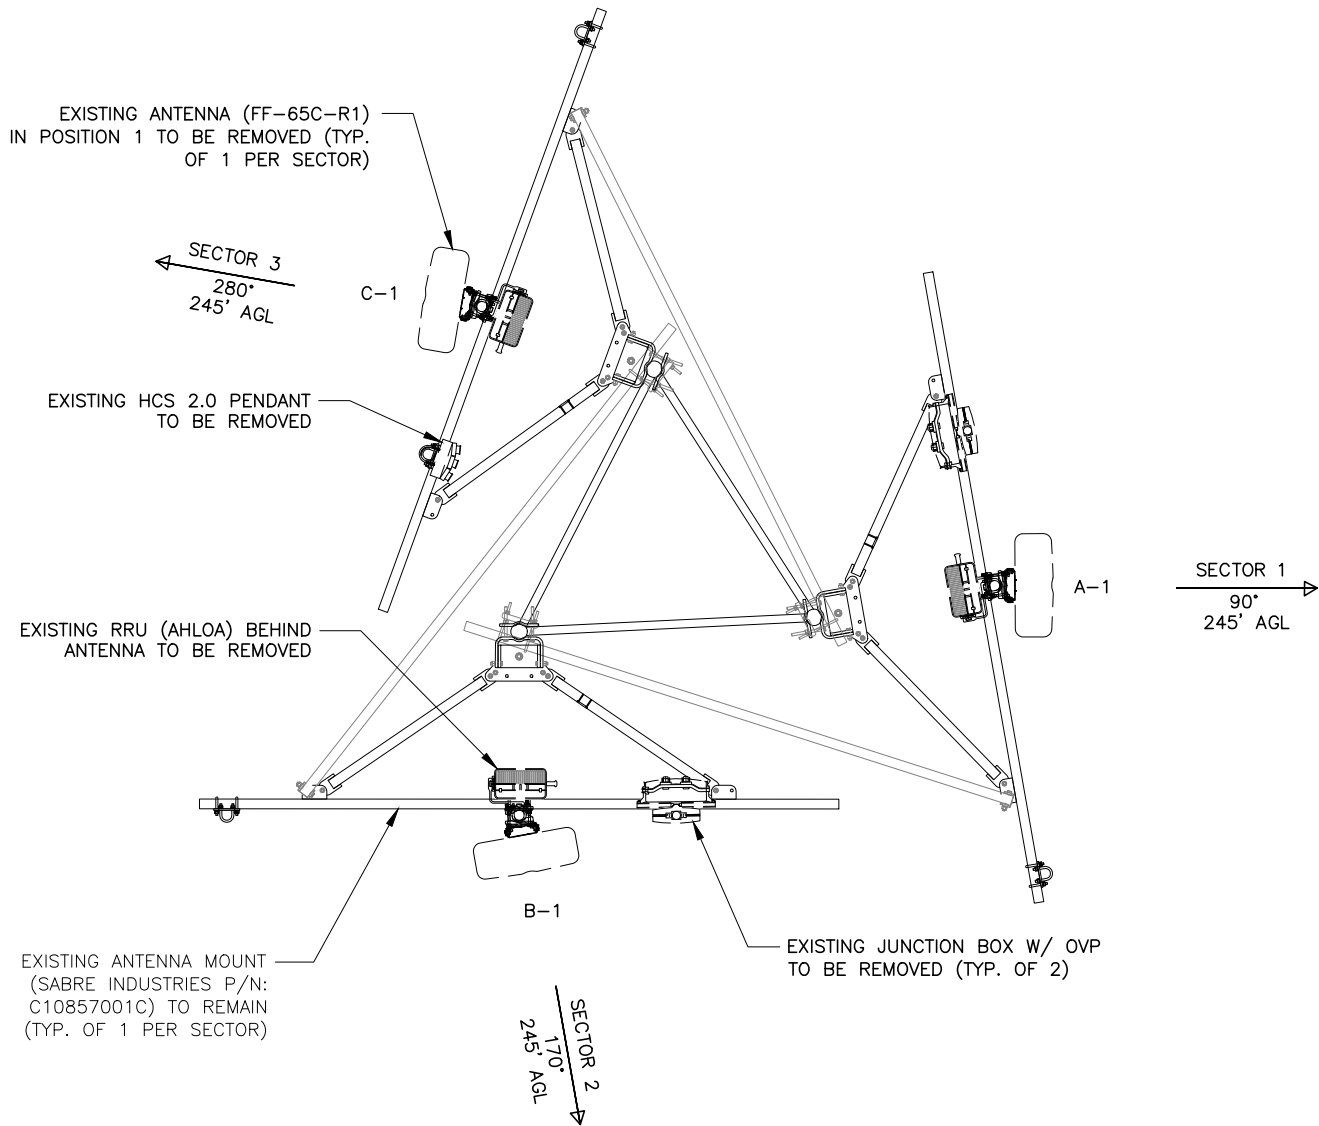 EXISTING ANTENNA (FF-65C-R1)
IN POSITION 1 TO BE REMOVED (TYP.
OF 1 PER SECTOR)
SECTOR 3
280°
245' AGL
C-1
EXISTING HCS 2.0 PENDANT
TO BE REMOVED
SECTOR 1
90°
245' AGL
A-1
EXISTING RRU (AHLOA) BEHIND
ANTENNA TO BE REMOVED
B-1
EXISTING ANTENNA MOUNT
(SABRE INDUSTRIES P/N:
C10857001C) TO REMAIN
(TYP. OF 1 PER SECTOR)
EXISTING JUNCTION BOX W/ OVP
TO BE REMOVED (TYP. OF 2)
SECTOR 2
170°
245' AGL